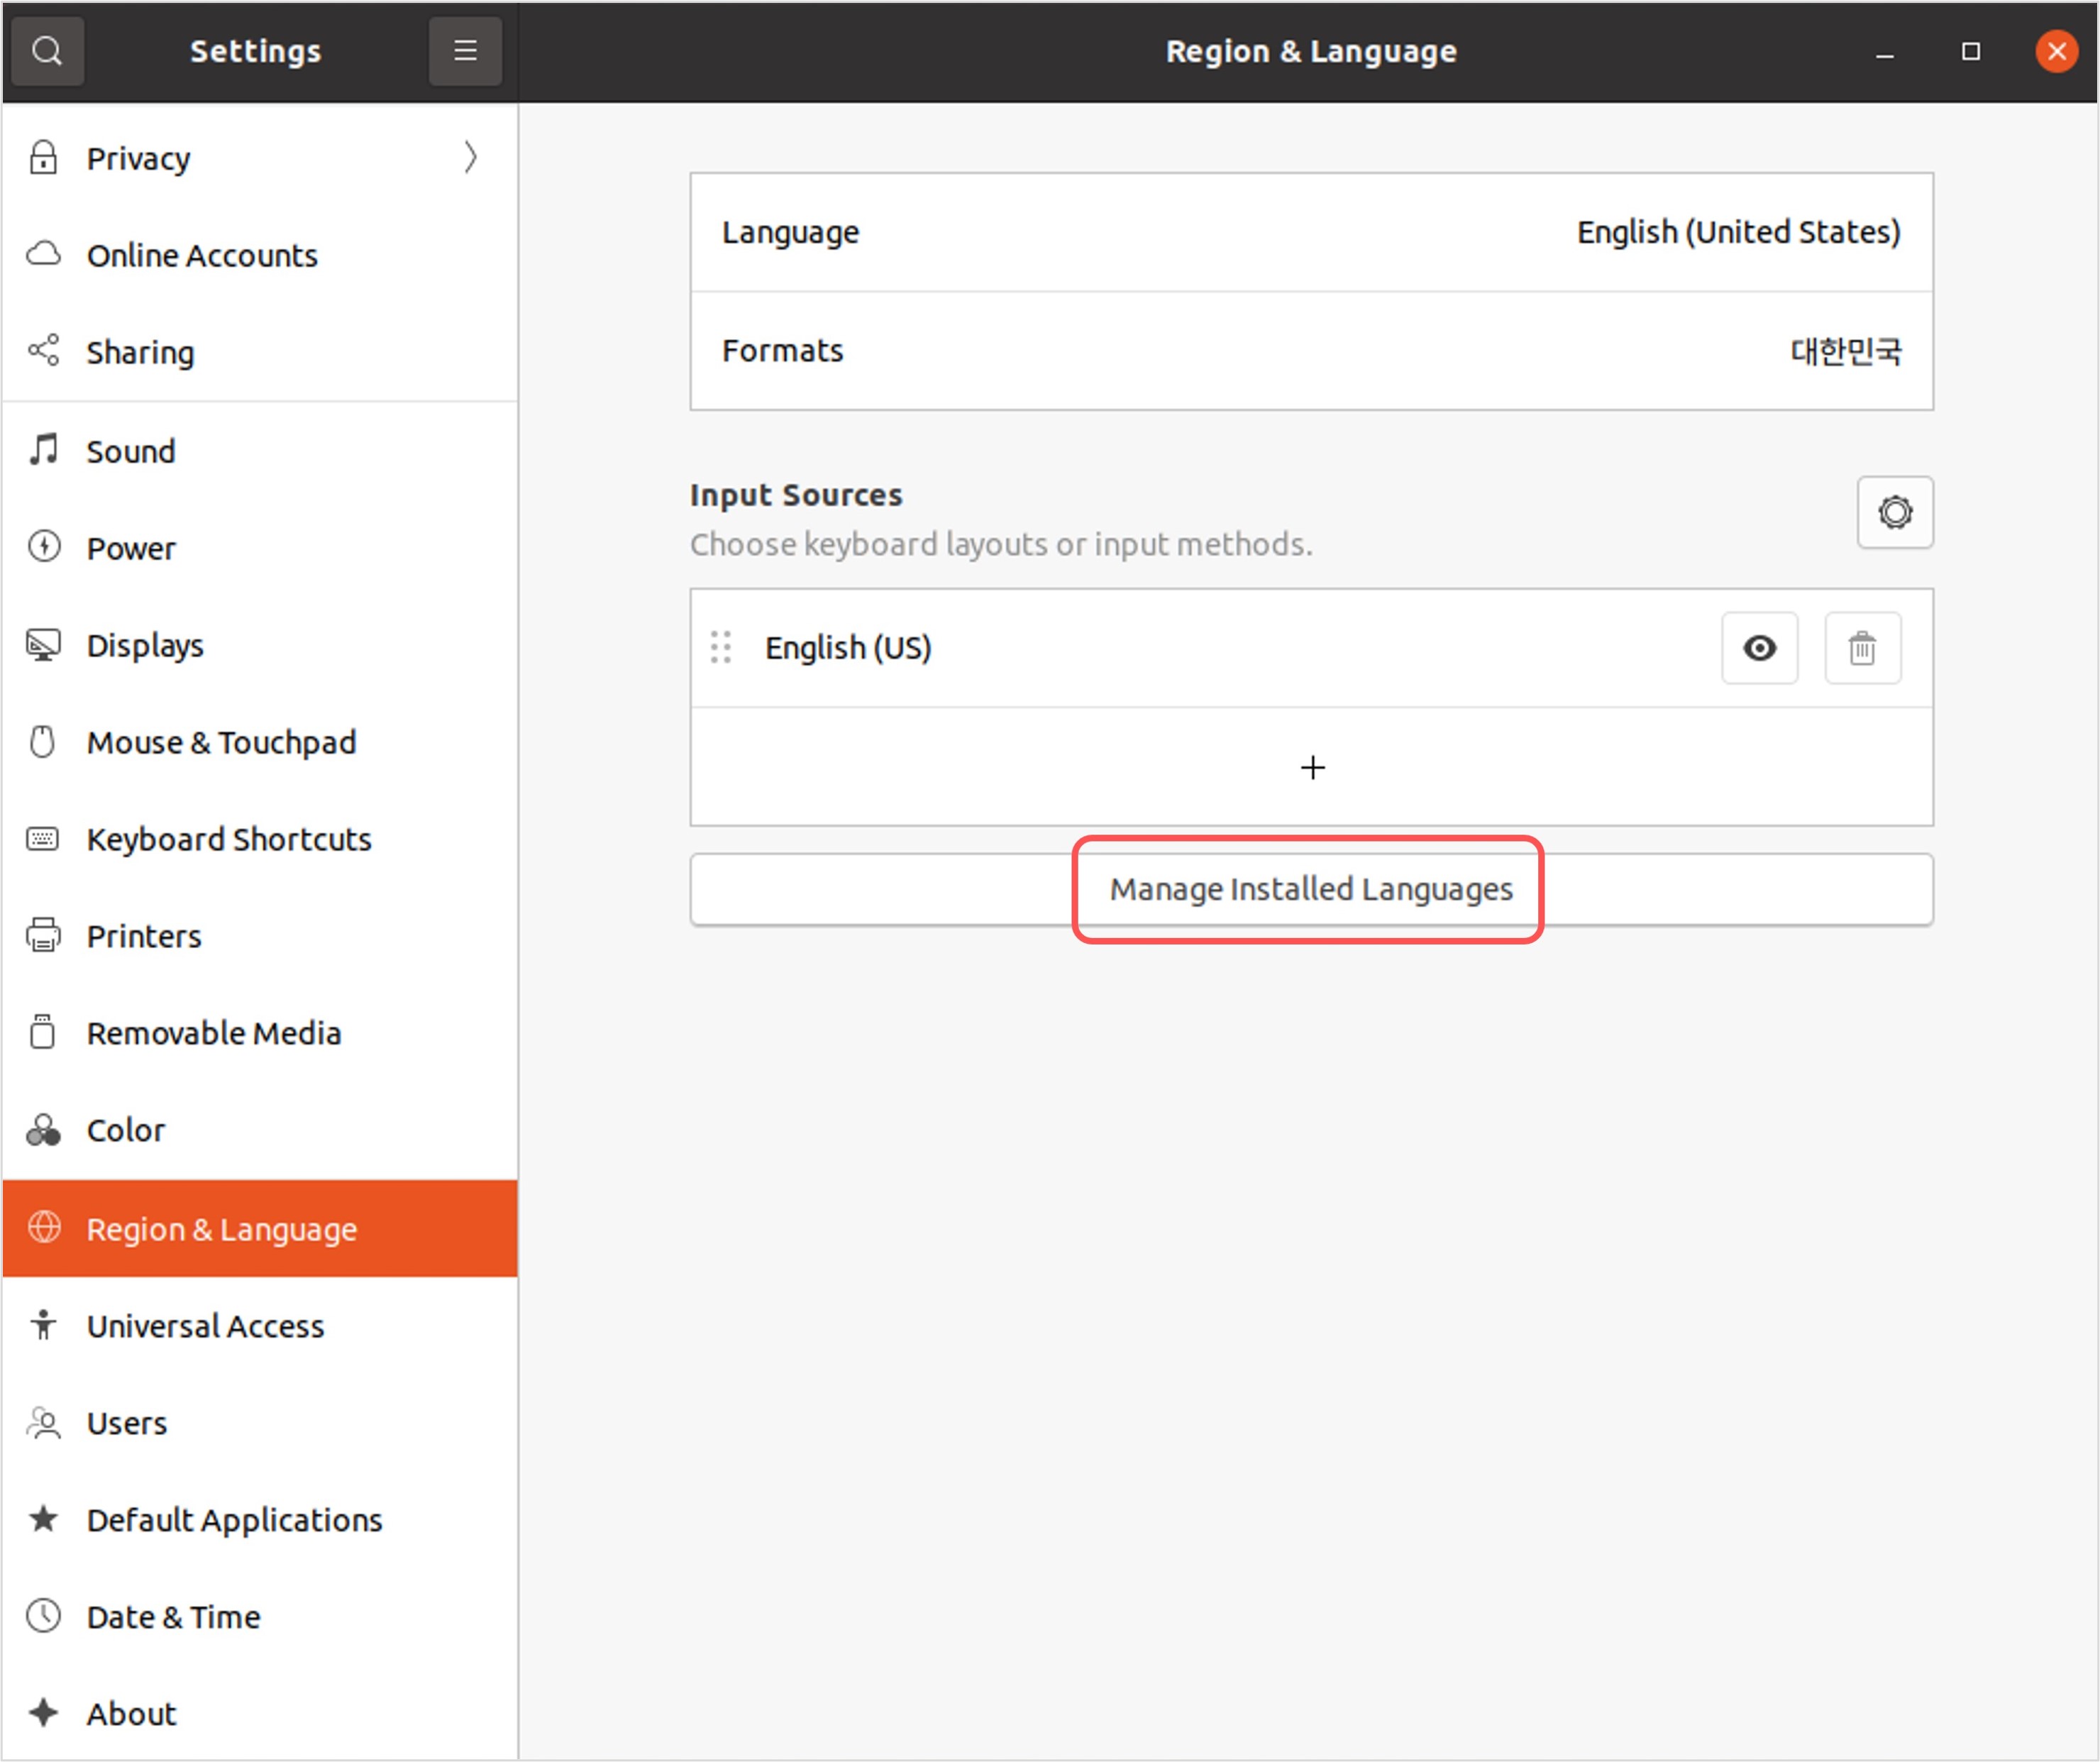 Settings
Region & Language
Privacy
Online Accounts
Sharing
Sound
Power
Displays
Mouse & Touchpad
Keyboard Shortcuts
Printers
Removable Media
Color
Region & Language
Universal Access
Users
Default Applications
Date & Time
About
Language English (United States)
Formats 대한민국
Input Sources
Choose keyboard layouts or input methods.
English (US)
Manage Installed Languages